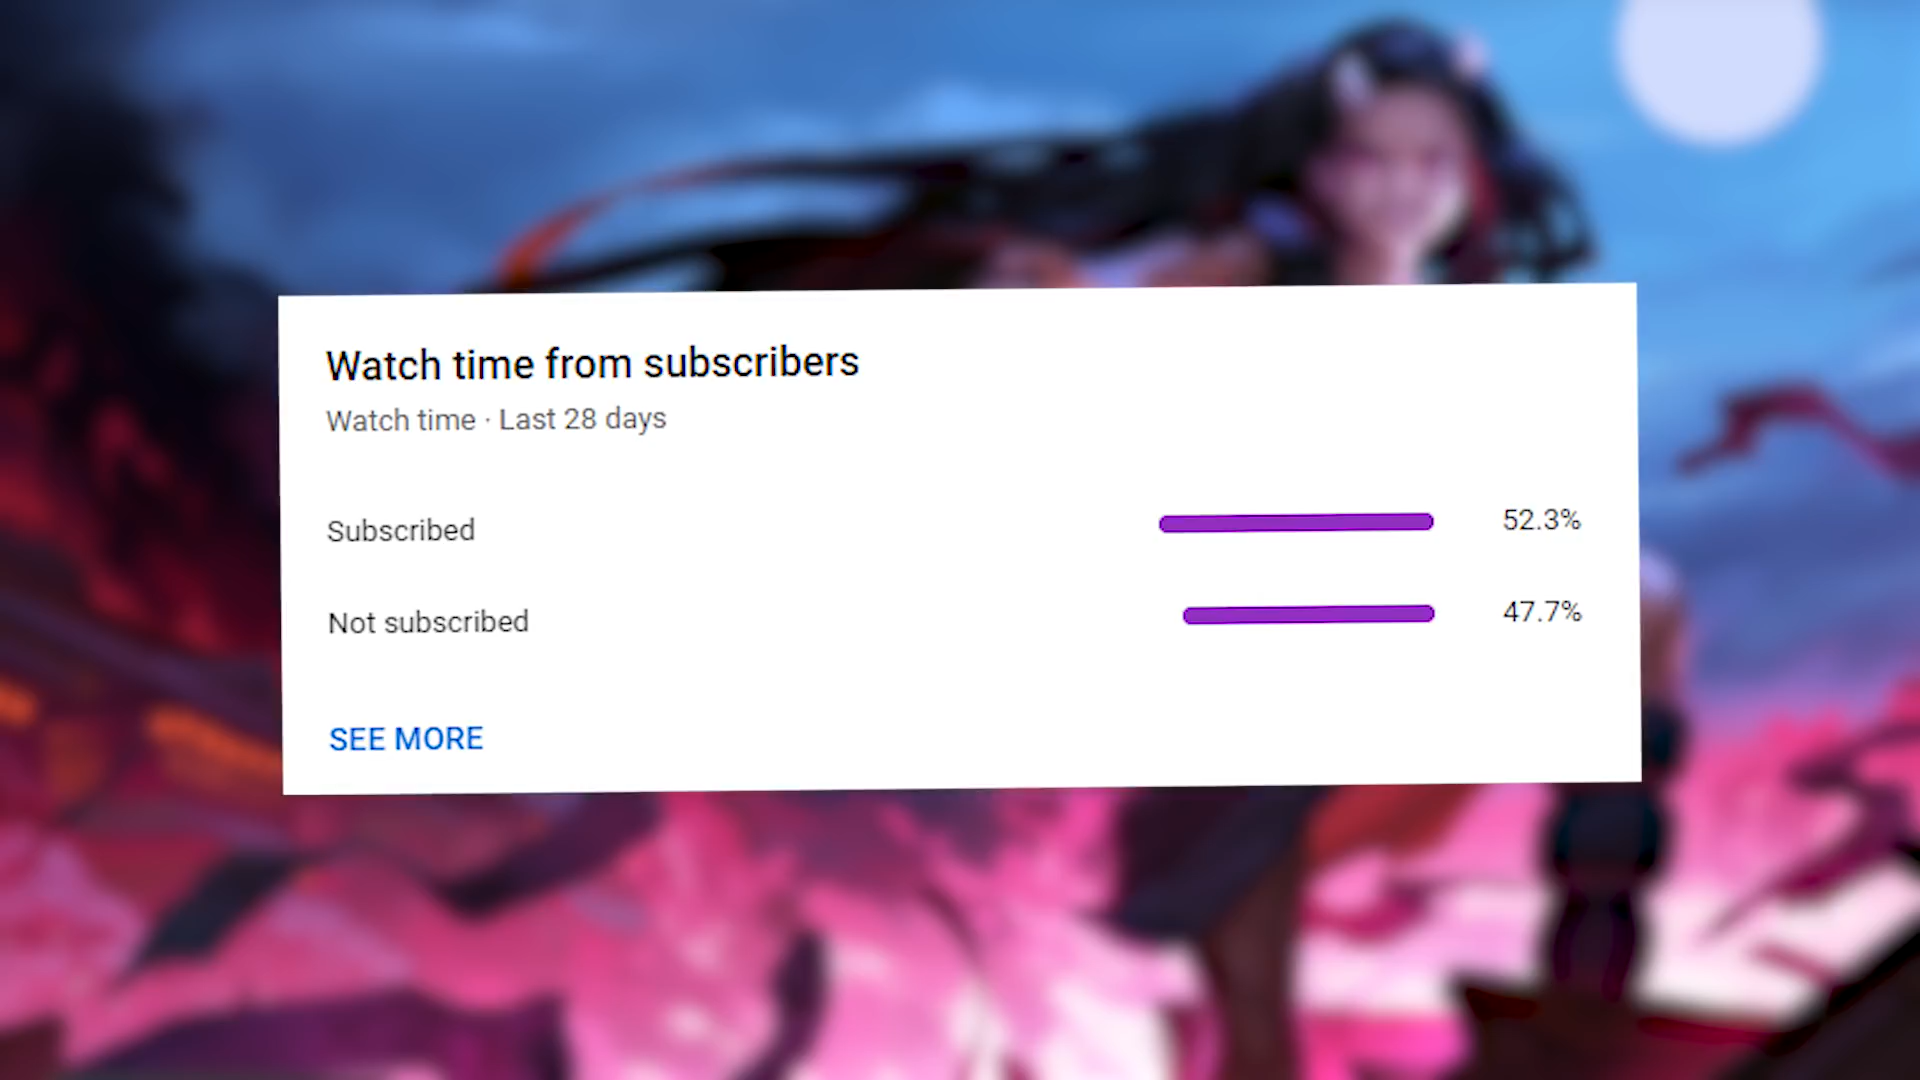 Watch time from subscribers
Watch time · Last 28 days
Subscribed 52.3%
Not subscribed 47.7%
SEE MORE